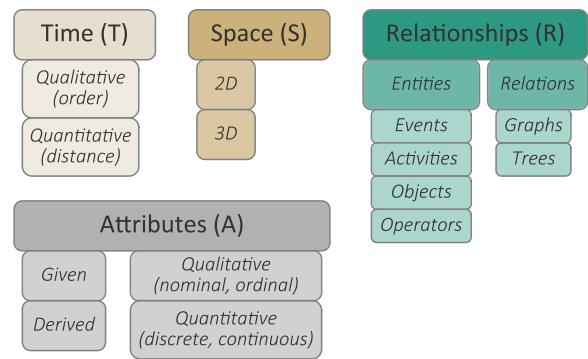 Time (T)
Qualitative
(order)
Quantitative
(distance)
Space (S)
2D
3D
Relationships (R)
Entities
Relations
Events
Graphs
Activities
Trees
Objects
Operators
Attributes (A)
Given
Derived
Qualitative
(nominal, ordinal)
Quantitative
(discrete, continuous)